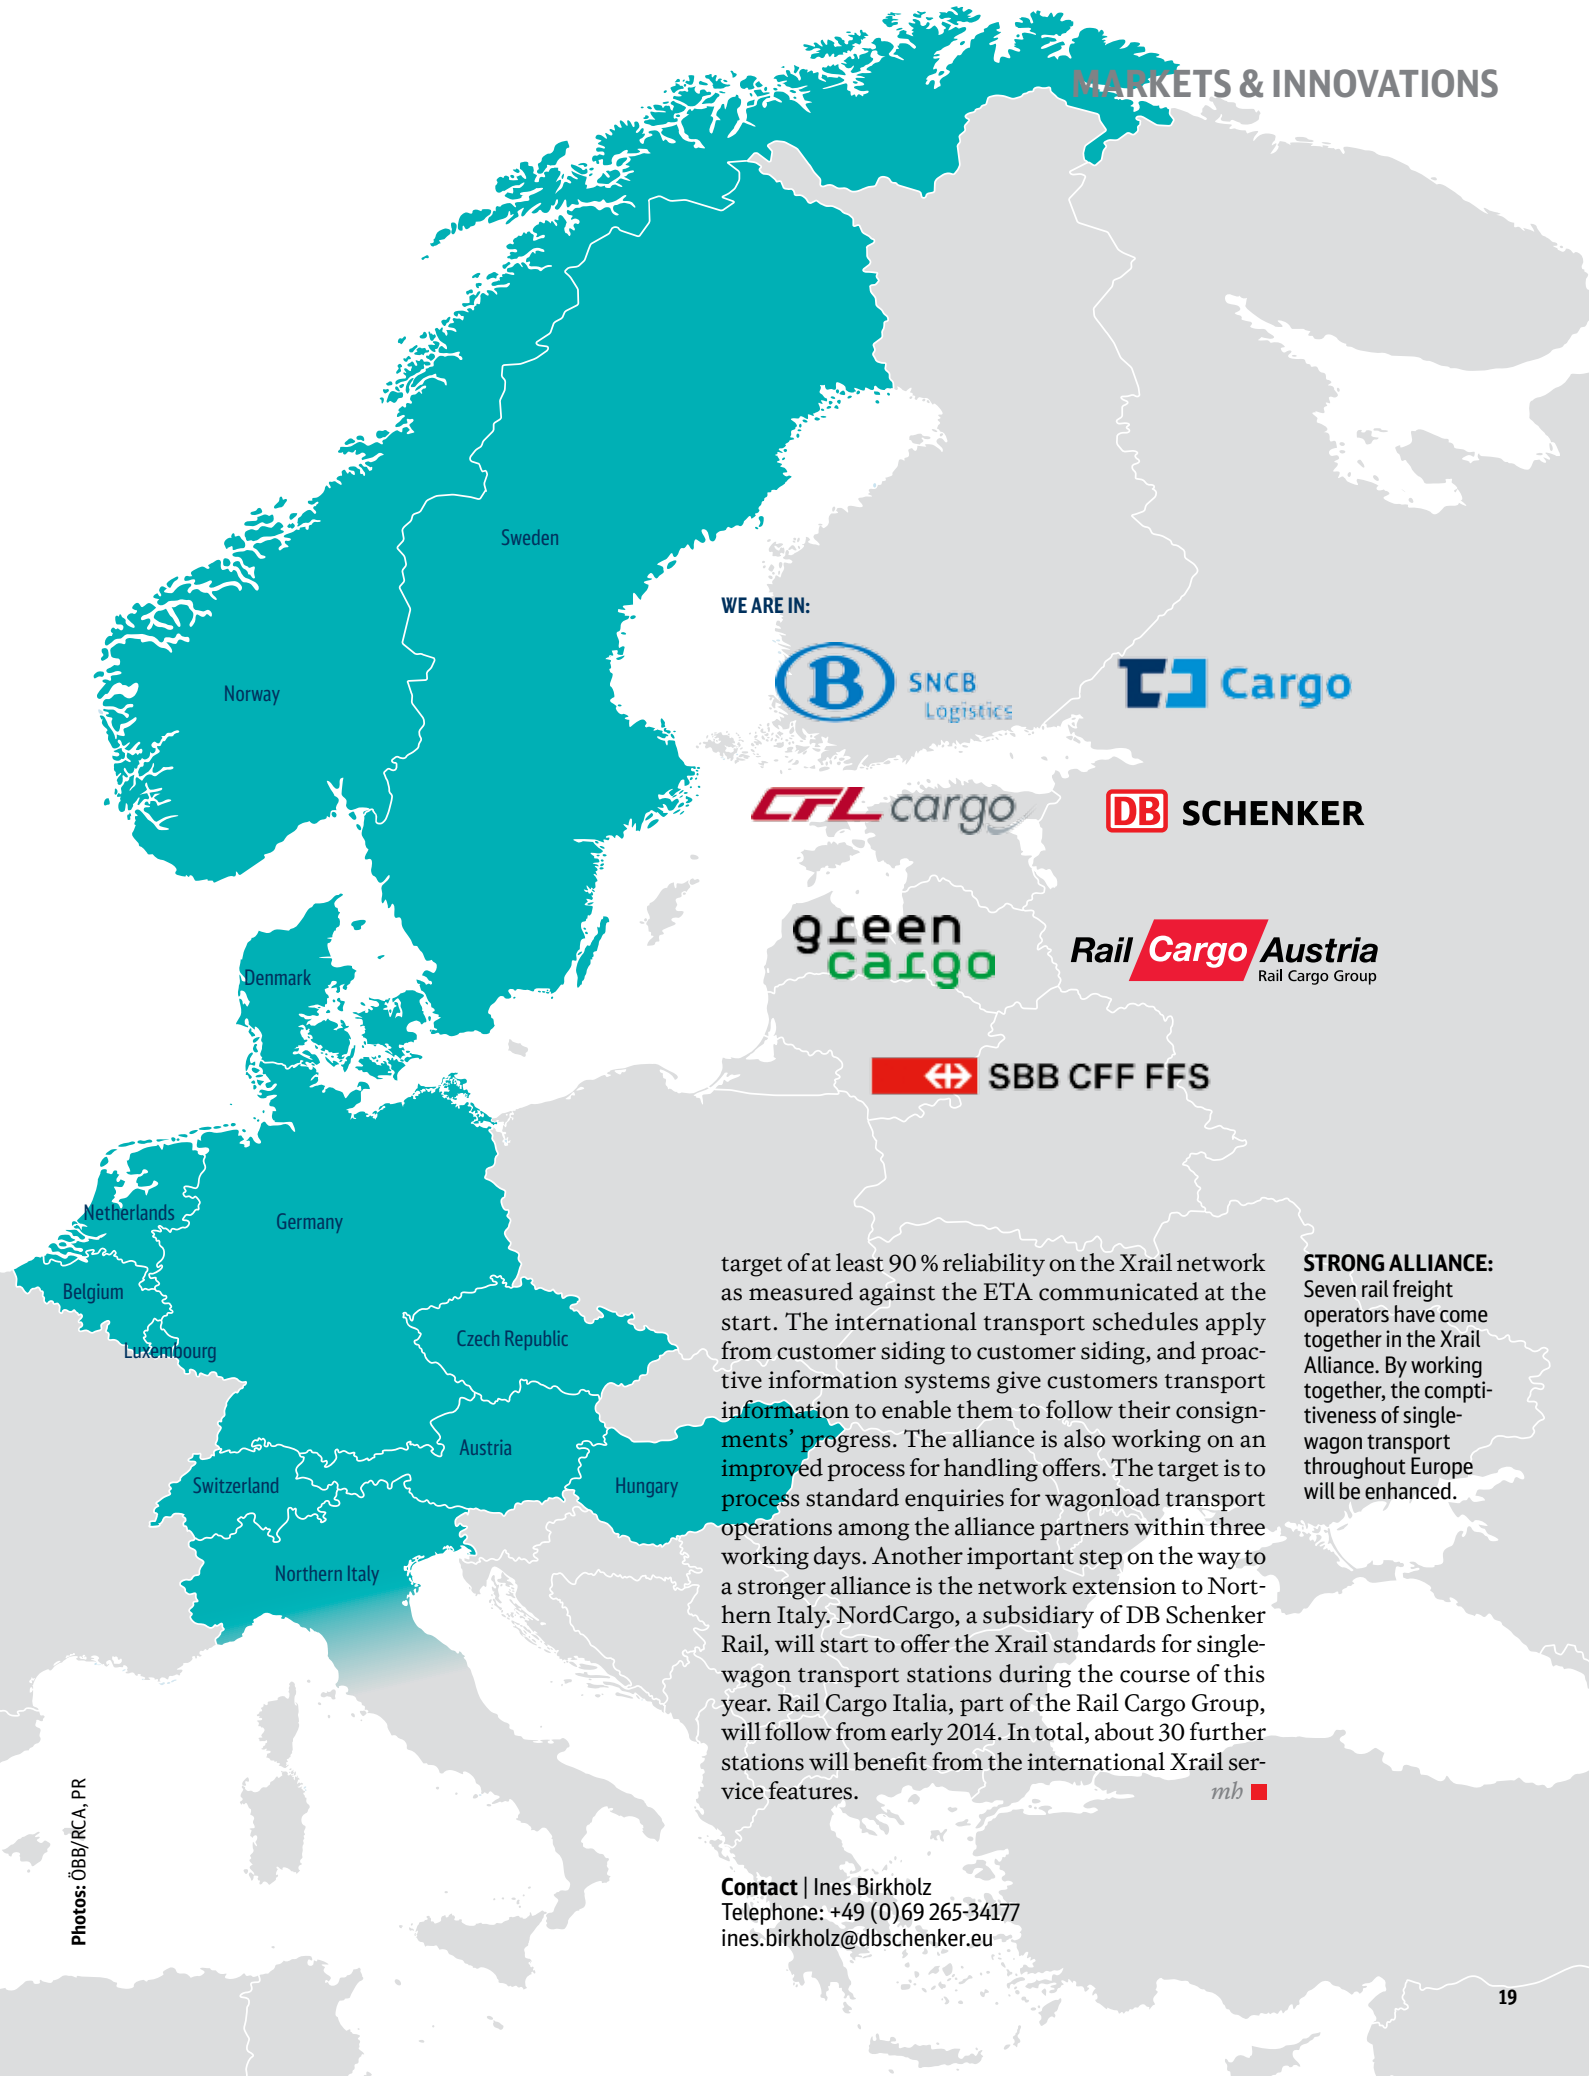 MARKETS & INNOVATIONS
Sweden
Norway
Denmark
Netherlands
Germany
Belgium
Luxembourg
Czech Republic
Austria
Switzerland
Hungary
Northern Italy
WE ARE IN:
B SNCB
Logistics
Cargo
CFL cargo
DB SCHENKER
green
cargo
Rail Cargo Austria
Rail Cargo Group
SBB CFF FFS
target of at least 90 % reliability on the Xrail network
as measured against the ETA communicated at the
start. The international transport schedules apply
from customer siding to customer siding, and proac-
tive information systems give customers transport
information to enable them to follow their consign-
ments’ progress. The alliance is also working on an
improved process for handling offers. The target is to
process standard enquiries for wagonload transport
operations among the alliance partners within three
working days. Another important step on the way to
a stronger alliance is the network extension to Nort-
hern Italy. NordCargo, a subsidiary of DB Schenker
Rail, will start to offer the Xrail standards for single-
wagon transport stations during the course of this
year. Rail Cargo Italia, part of the Rail Cargo Group,
will follow from early 2014. In total, about 30 further
stations will benefit from the international Xrail ser-
vice features. mh
STRONG ALLIANCE:
Seven rail freight
operators have come
together in the Xrail
Alliance. By working
together, the compti-
tiveness of single-
wagon transport
throughout Europe
will be enhanced.
Contact | Ines Birkholz
Telephone: +49 (0)69 265-34177
ines.birkholz@dbschenker.eu
Photos: ÖBB/RCA, PR
19